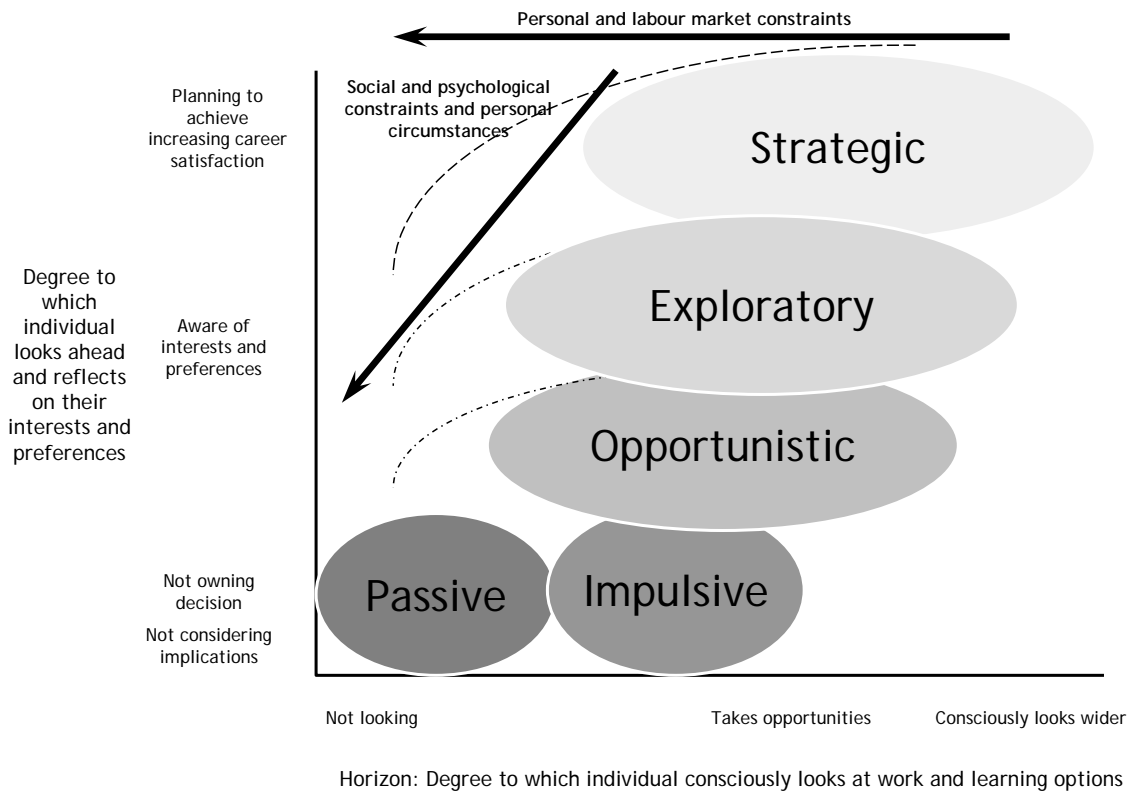 Personal and labour market constraints
Social and psychological
constraints and personal
circumstances
Planning to
achieve
increasing career
satisfaction
Strategic
Degree to
which
individual
looks ahead
and reflects
on their
interests and
preferences
Aware of
interests and
preferences
Exploratory
Opportunistic
Not owning
decision
Not considering
implications
Passive
Impulsive
Not looking
Takes opportunities
Consciously looks wider
Horizon: Degree to which individual consciously looks at work and learning options